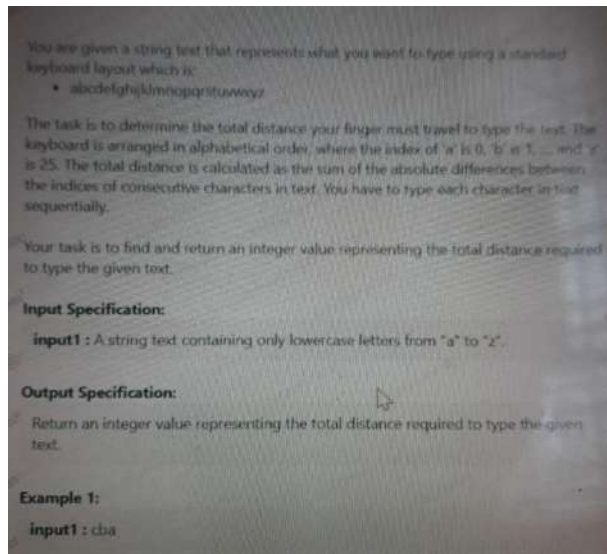 You are given a string text that represents what you want to type using a standard
keyboard layout which is:
• abcdefghijklmnopqrstuvwxyz
The task is to determine the total distance your finger must travel to type the text. The
keyboard is arranged in alphabetical order, where the index of 'a' is 0, 'b' is 1, ... and 'z'
is 25. The total distance is calculated as the sum of the absolute differences between
the indices of consecutive characters in text. You have to type each character in text
sequentially.
Your task is to find and return an integer value representing the total distance required
to type the given text.
Input Specification:
input1 : A string text containing only lowercase letters from "a" to "z".
Output Specification:
Return an integer value representing the total distance required to type the given
text.
Example 1:
input1 : cba